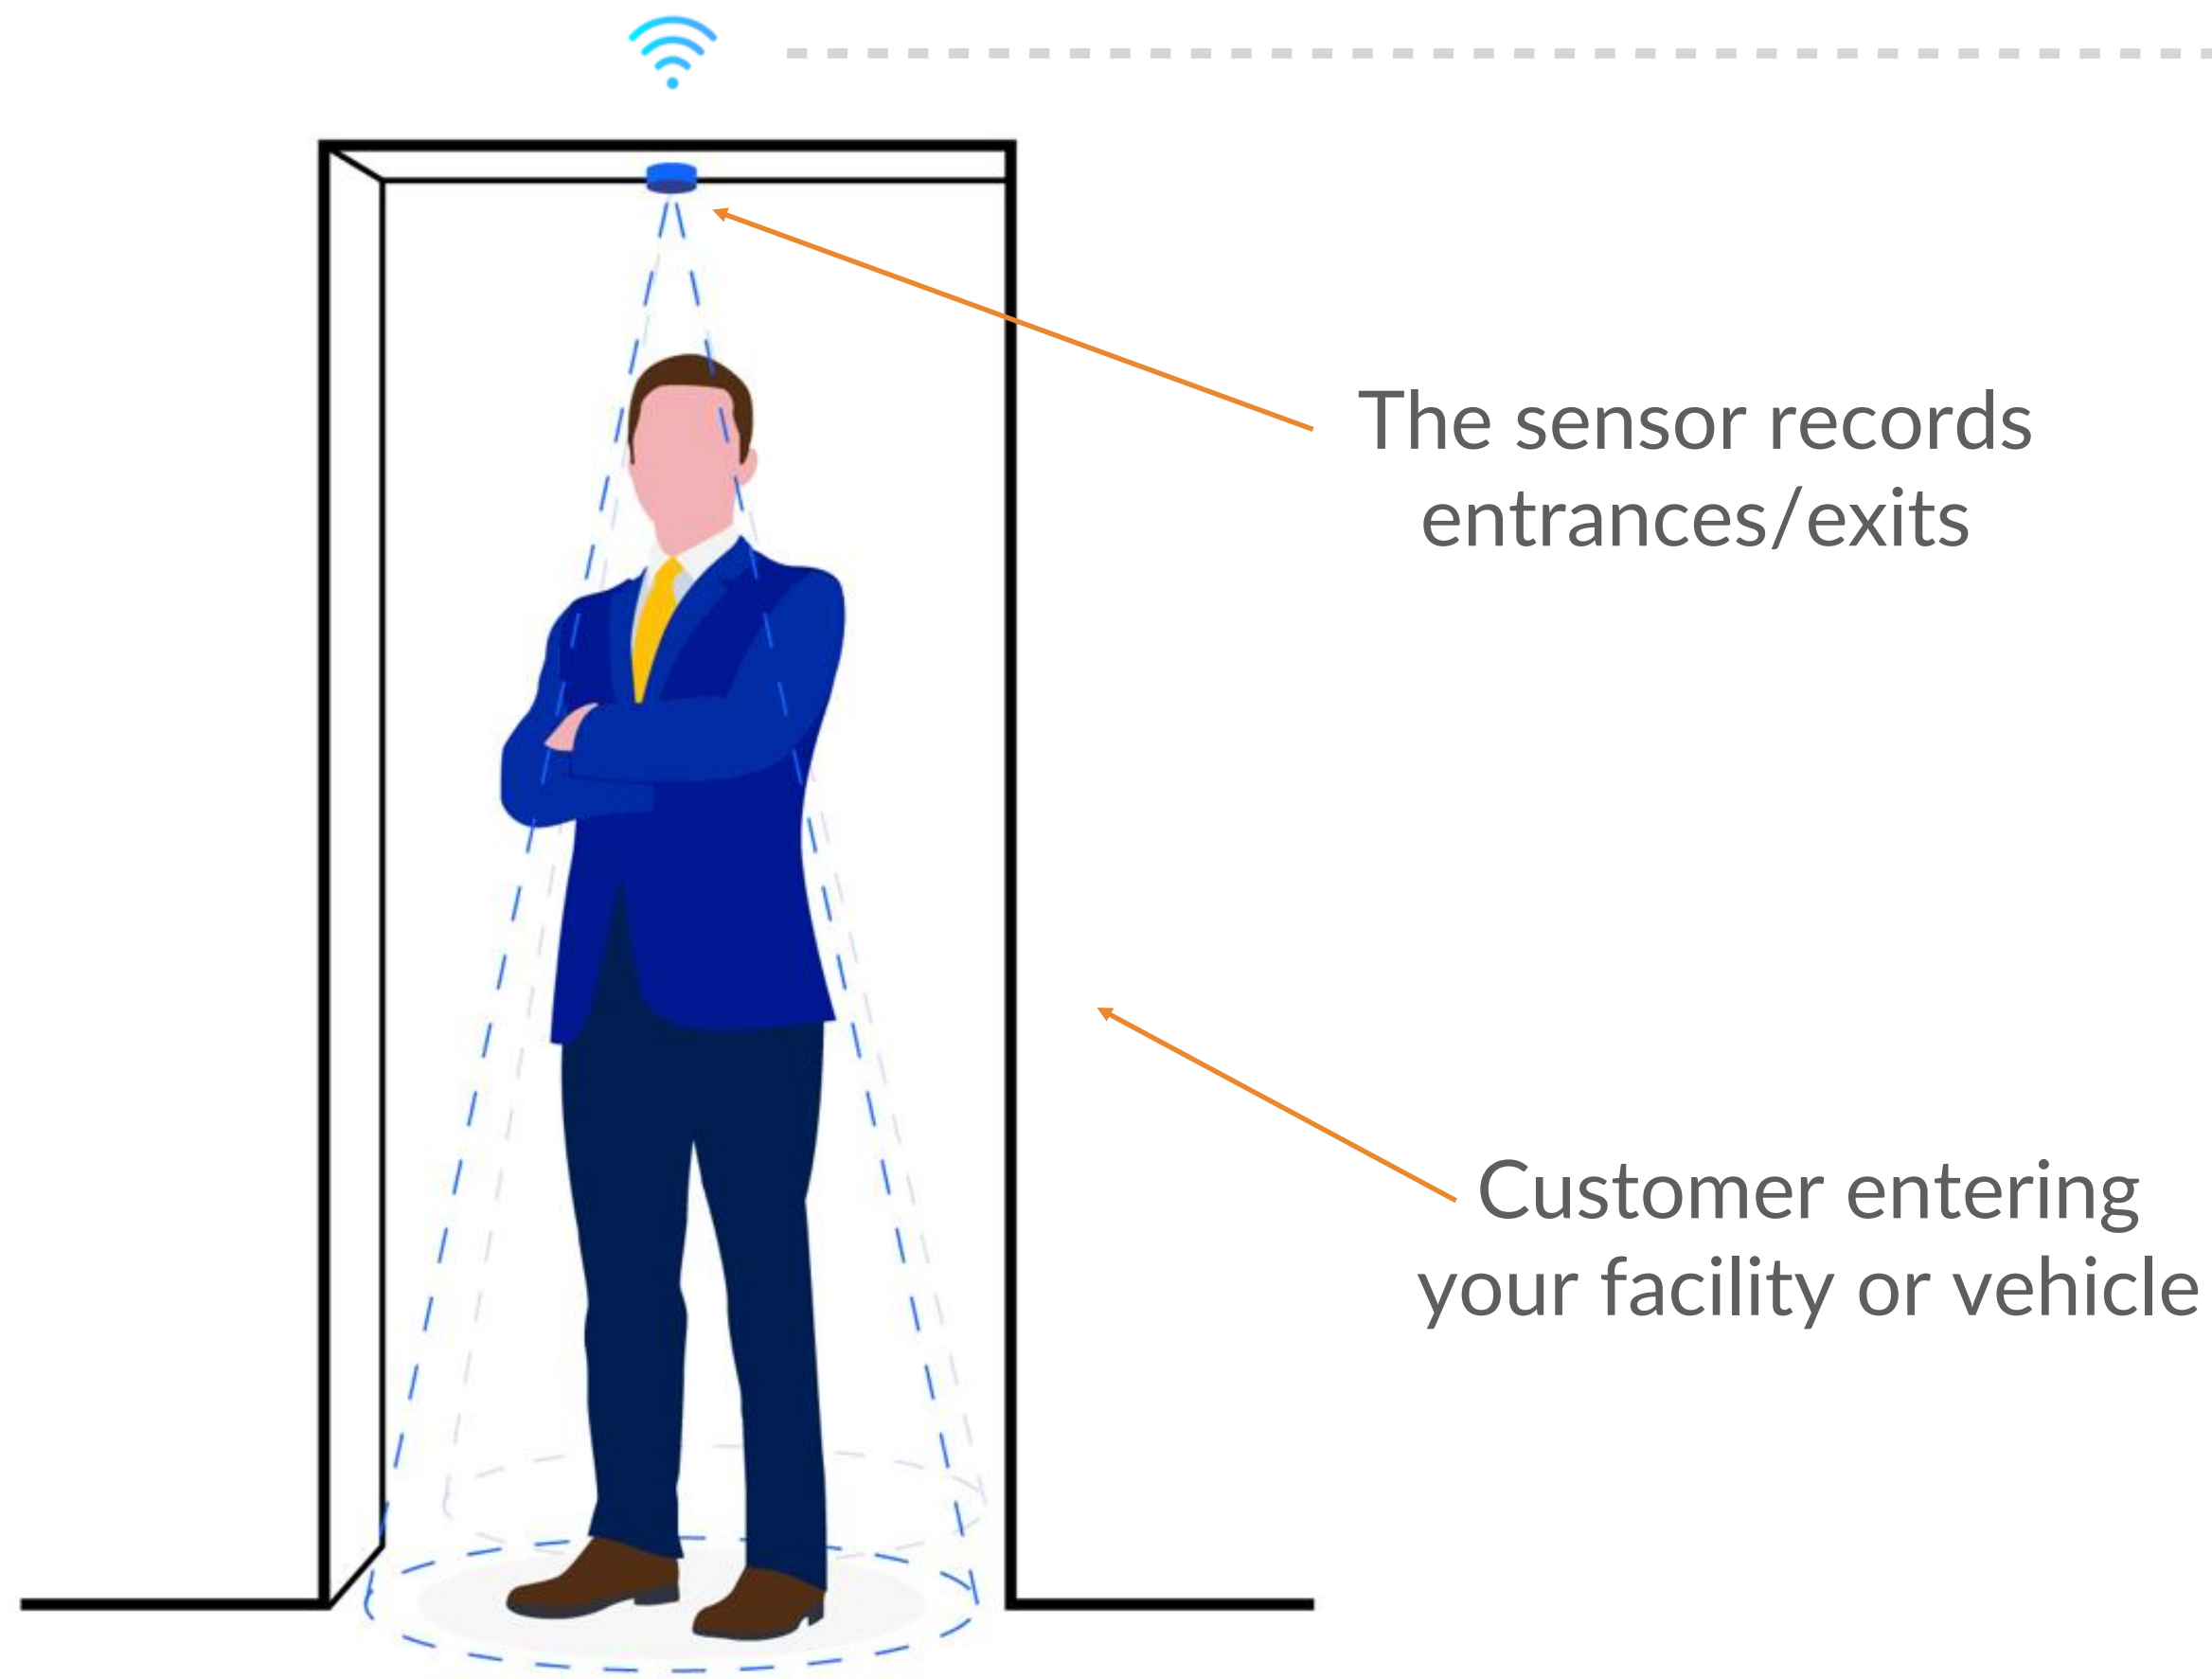 The sensor records
entrances/exits
Customer entering
your facility or vehicle